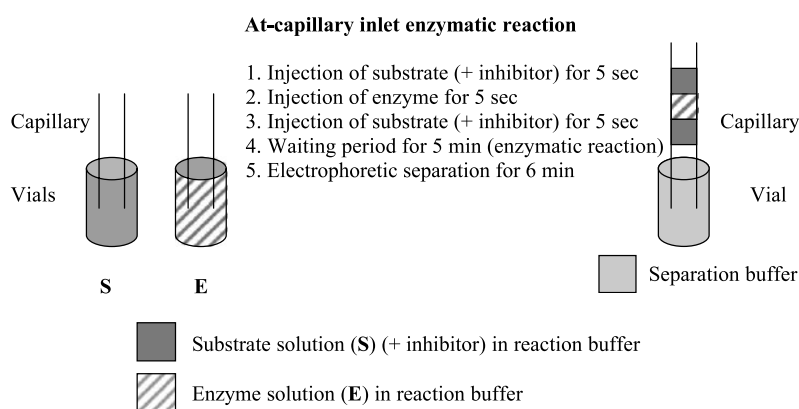 At-capillary inlet enzymatic reaction
1. Injection of substrate (+ inhibitor) for 5 sec
2. Injection of enzyme for 5 sec
3. Injection of substrate (+ inhibitor) for 5 sec
4. Waiting period for 5 min (enzymatic reaction)
5. Electrophoretic separation for 6 min
Capillary
Vials
S
E
Capillary
Vial
Separation buffer
Substrate solution (S) (+ inhibitor) in reaction buffer
Enzyme solution (E) in reaction buffer